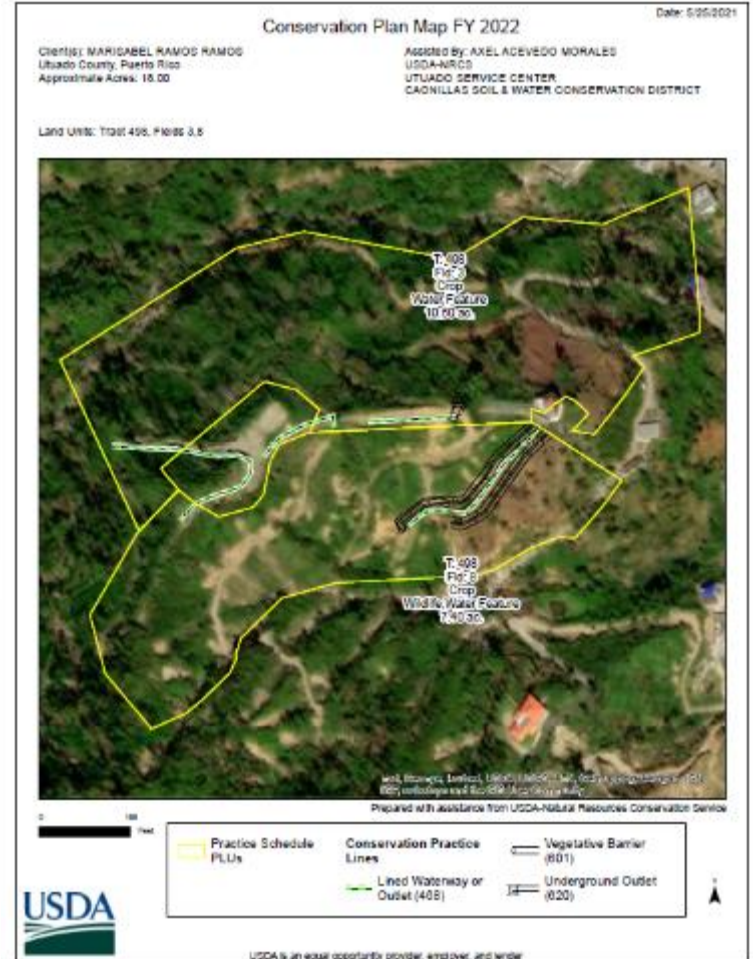 Date: 5/25/2021
Conservation Plan Map FY 2022
Client(s): MARISABEL RAMOS RAMOS
Utuado County, Puerto Rico
Approximate Acres: 18.00
Assisted By: AXEL ACEVEDO MORALES
USDA-NRCS
UTUADO SERVICE CENTER
CAONILLAS SOIL & WATER CONSERVATION DISTRICT
Land Units: Tract 498, Fields 3,8
T: 498
Fld: 3
Crop
Water Feature
10.60 ac.
T: 498
Fld: 8
Crop
Wildlife, Water Feature
7.40 ac.
Prepared with assistance from USDA-Natural Resources Conservation Service
0
Feet
Practice Schedule
PLUs
Conservation Practice
Lines
Lined Waterway or
Outlet (468)
Vegetative Barrier
(601)
Underground Outlet
(620)
USDA
USDA is an equal opportunity provider, employer, and lender